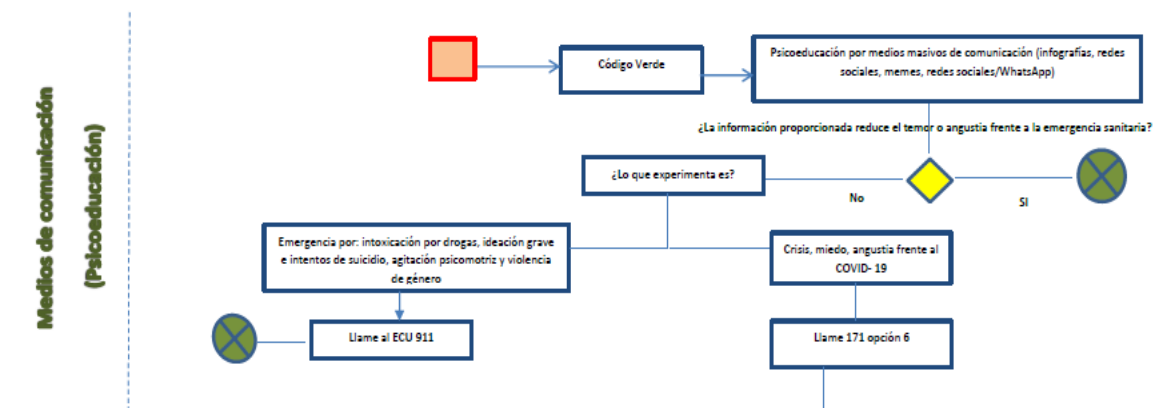 Medios de comunicación
(Psicoeducación)
Código Verde
Psicoeducación por medios masivos de comunicación (infografías, redes
sociales, memes, redes sociales/WhatsApp)
¿La información proporcionada reduce el temor o angustia frente a la emergencia sanitaria?
¿Lo que experimenta es?
No
SI
Emergencia por: intoxicación por drogas, ideación grave
e intentos de suicidio, agitación psicomotriz y violencia
de género
Crisis, miedo, angustia frente al
COVID- 19
Llame al ECU 911
Llame 171 opción 6